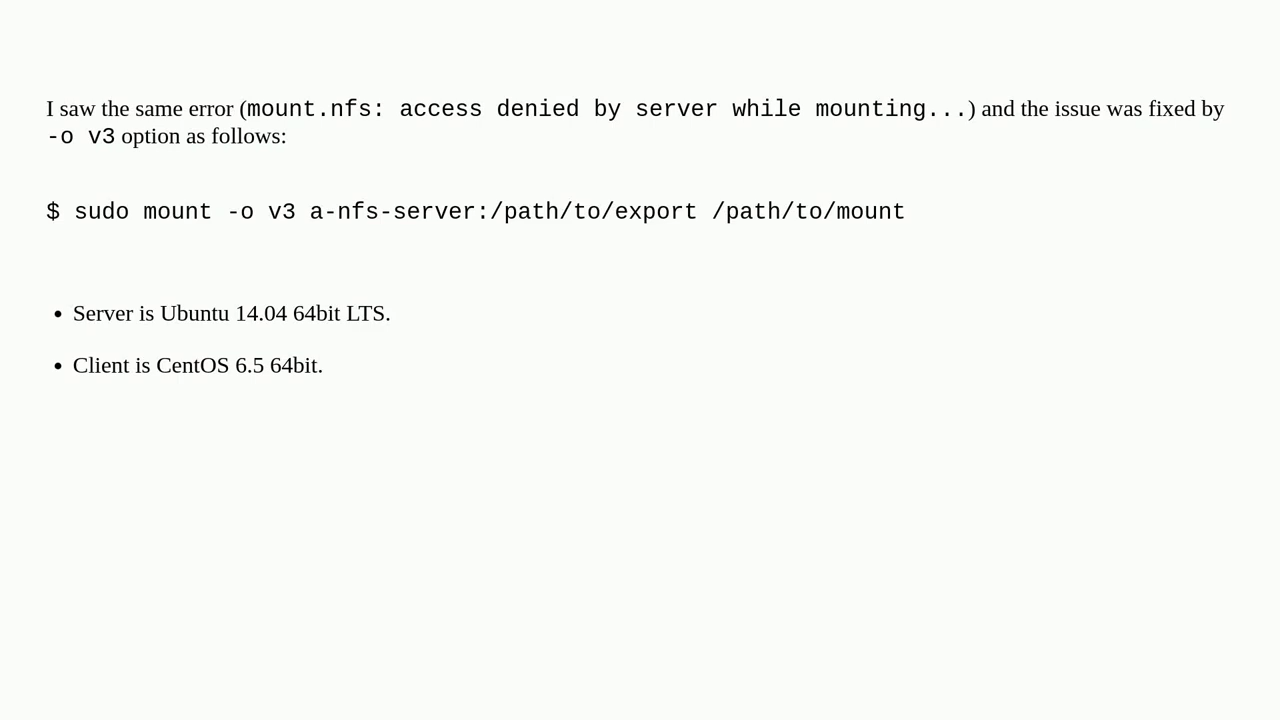 I saw the same error (mount.nfs: access denied by server while mounting...) and the issue was fixed by
-o v3 option as follows:
$ sudo mount -o v3 a-nfs-server:/path/to/export /path/to/mount
• Server is Ubuntu 14.04 64bit LTS.
• Client is CentOS 6.5 64bit.